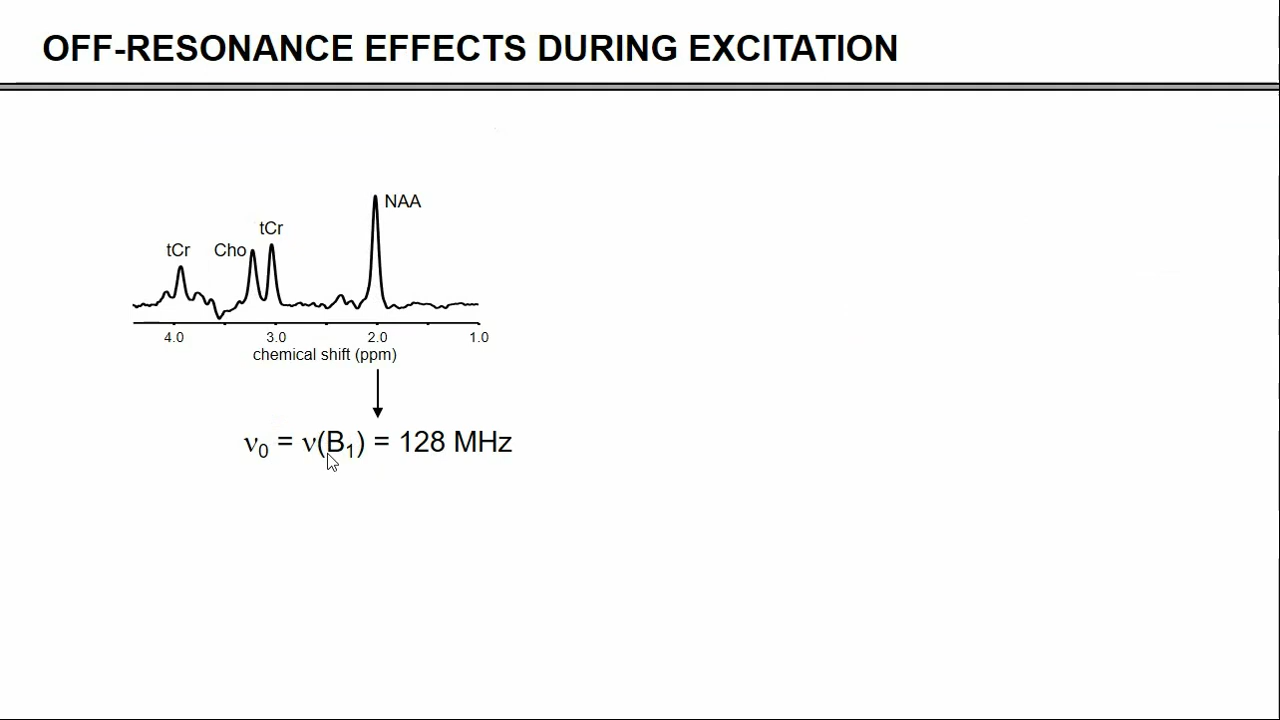 OFF-RESONANCE EFFECTS DURING EXCITATION
NAA
tCr
tCr Cho
4.0 3.0 2.0 1.0
chemical shift (ppm)
ν₀ = ν(B₁) = 128 MHz